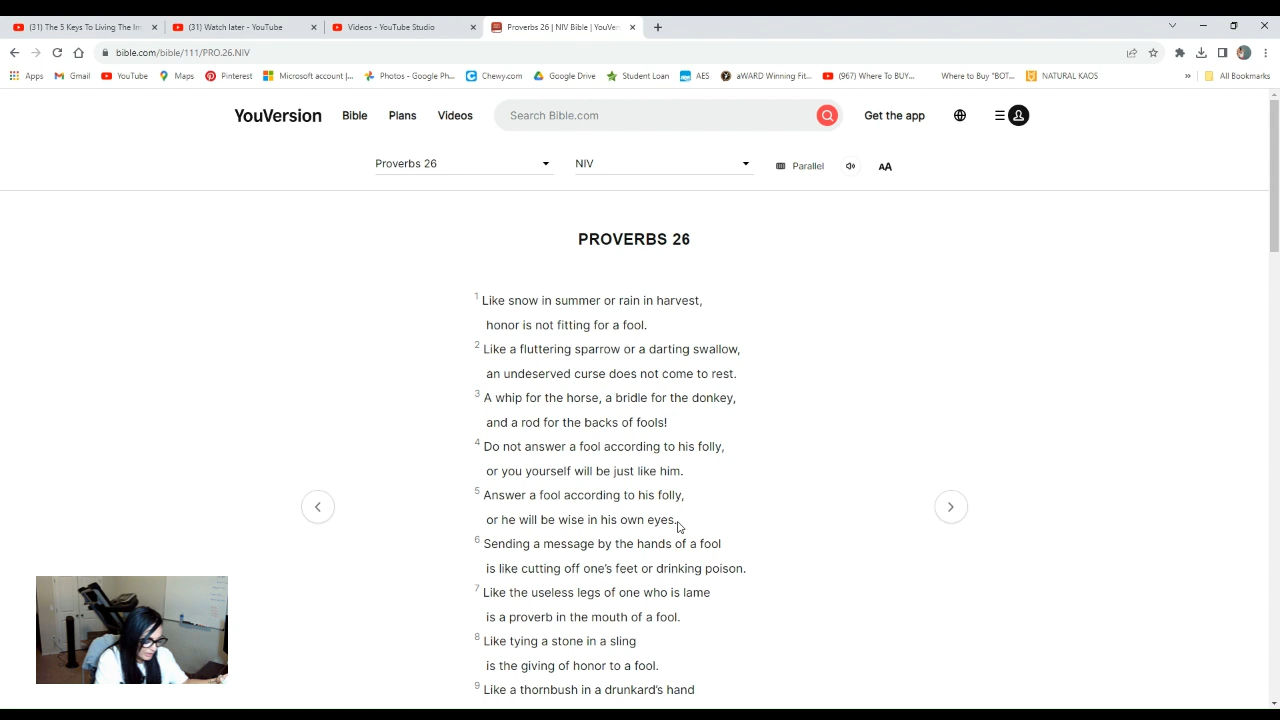 (31) The 5 Keys To Living The Im
(31) Watch later - YouTube
Videos - YouTube Studio
Proverbs 26 | NIV Bible | YouVer
bible.com/bible/111/PRO.26.NIV
Apps Gmail YouTube Maps Pinterest Microsoft account |... Photos - Google Ph... Chewy.com Google Drive Student Loan AES aWARD Winning Fit... (967) Where To BUY... Where to Buy "BOT... NATURAL KAOS » All Bookmarks
YouVersion Bible Plans Videos Search Bible.com Get the app
Proverbs 26 NIV Parallel AA
PROVERBS 26
1 Like snow in summer or rain in harvest,
honor is not fitting for a fool.
2 Like a fluttering sparrow or a darting swallow,
an undeserved curse does not come to rest.
3 A whip for the horse, a bridle for the donkey,
and a rod for the backs of fools!
4 Do not answer a fool according to his folly,
or you yourself will be just like him.
5 Answer a fool according to his folly,
or he will be wise in his own eyes.
6 Sending a message by the hands of a fool
is like cutting off one's feet or drinking poison.
7 Like the useless legs of one who is lame
is a proverb in the mouth of a fool.
8 Like tying a stone in a sling
is the giving of honor to a fool.
9 Like a thornbush in a drunkard's hand